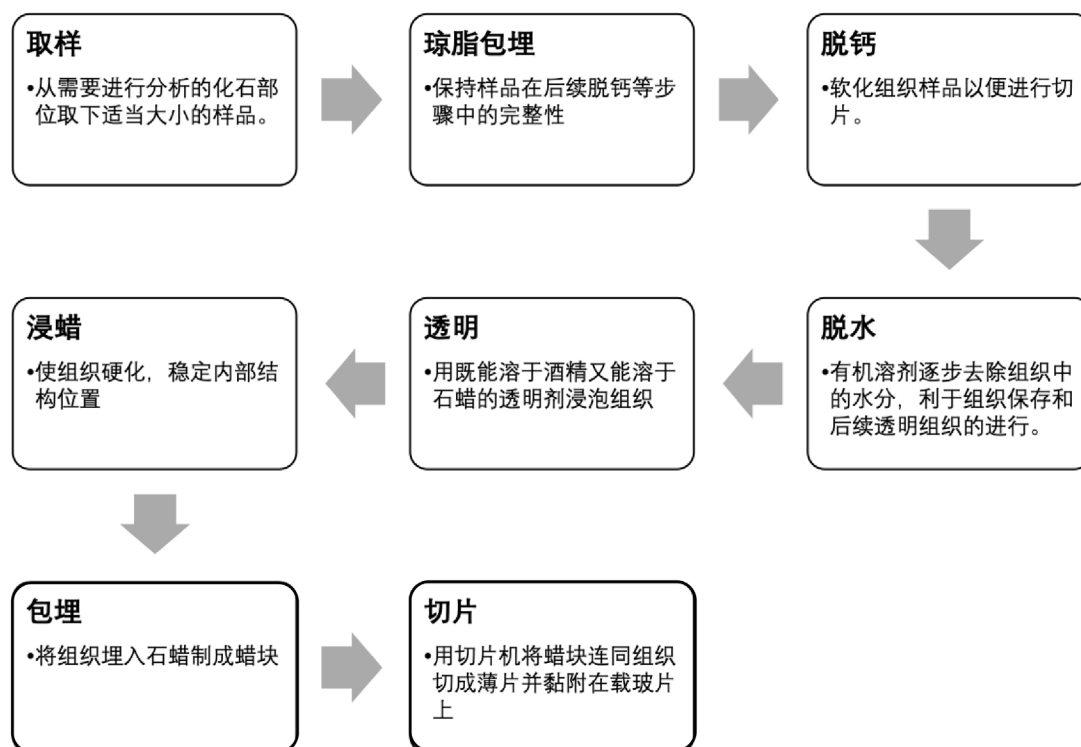 取样
•从需要进行分析的化石部
位取下适当大小的样品。
琼脂包埋
•保持样品在后续脱钙等步
骤中的完整性
脱钙
•软化组织样品以便进行切
片。
脱水
•有机溶剂逐步去除组织中
的水分，利于组织保存和
后续透明组织的进行。
透明
•用既能溶于酒精又能溶于
石蜡的透明剂浸泡组织
浸蜡
•使组织硬化，稳定内部结
构位置
包埋
•将组织埋入石蜡制成蜡块
切片
•用切片机将蜡块连同组织
切成薄片并黏附在载玻片
上